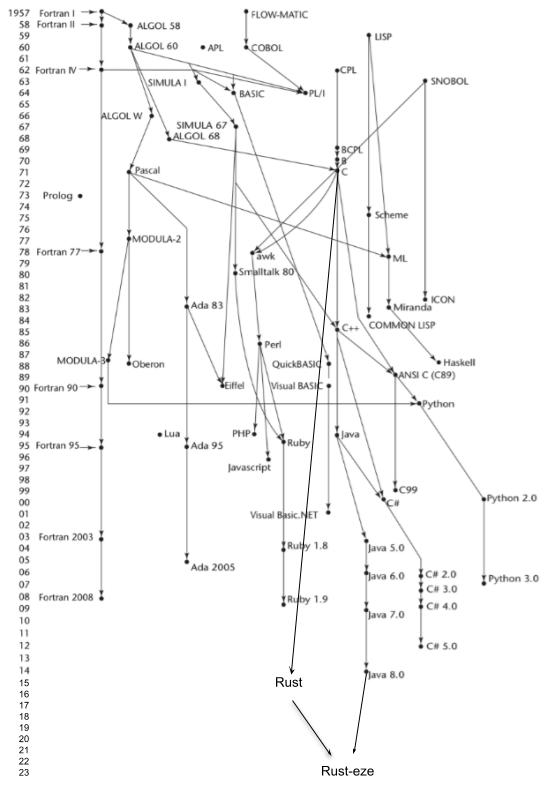 1957 Fortran I FLOW-MATIC
58 Fortran II ALGOL 58
59 LISP
60 ALGOL 60 APL COBOL
61
62 Fortran IV CPL
63 SIMULA I SNOBOL
64 BASIC PL/I
65
66 ALGOL W
67 SIMULA 67
68 ALGOL 68
69 BCPL
70 B
71 Pascal C
72
73 Prolog
74
75 Scheme
76
77 MODULA-2
78 Fortran 77 awk ML
79
80 Smalltalk 80
81
82 ICON
83 Ada 83 Miranda
84 COMMON LISP
85 C++
86 Perl
87 MODULA-3 Oberon QuickBASIC Haskell
88
89 ANSI C (C89)
90 Fortran 90 Eiffel Visual BASIC
91 Python
92
93
94 Lua PHP Java
95 Fortran 95 Ada 95 Ruby
96 Javascript
97
98
99 C99
00 C# Python 2.0
01 Visual Basic.NET
02
03 Fortran 2003 Java 5.0
04 Ruby 1.8
05 Ada 2005
06 Java 6.0 C# 2.0
07 C# 3.0 Python 3.0
08 Fortran 2008 Ruby 1.9 C# 4.0
09 Java 7.0
10
11
12 C# 5.0
13
14 Java 8.0
15 Rust
16
17
18
19
20
21
22
23 Rust-eze